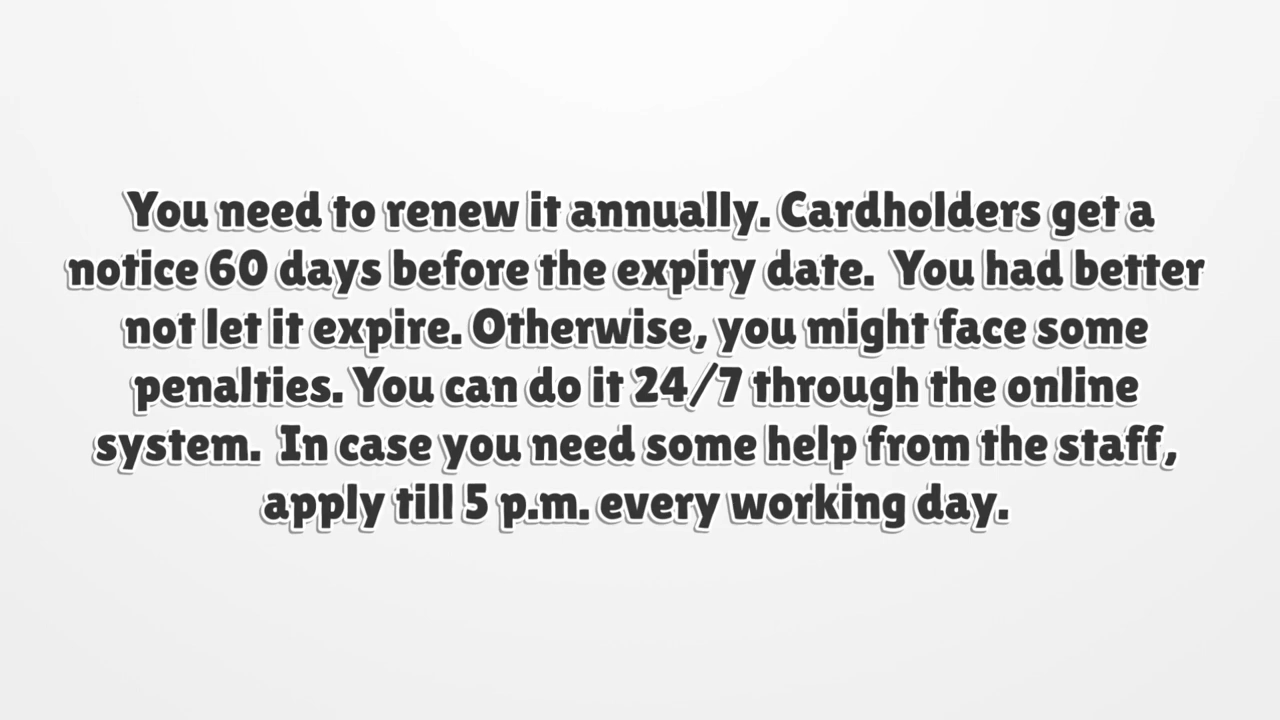 You need to renew it annually. Cardholders get a
notice 60 days before the expiry date.  You had better
not let it expire. Otherwise, you might face some
penalties. You can do it 24/7 through the online
system.  In case you need some help from the staff,
apply till 5 p.m. every working day.